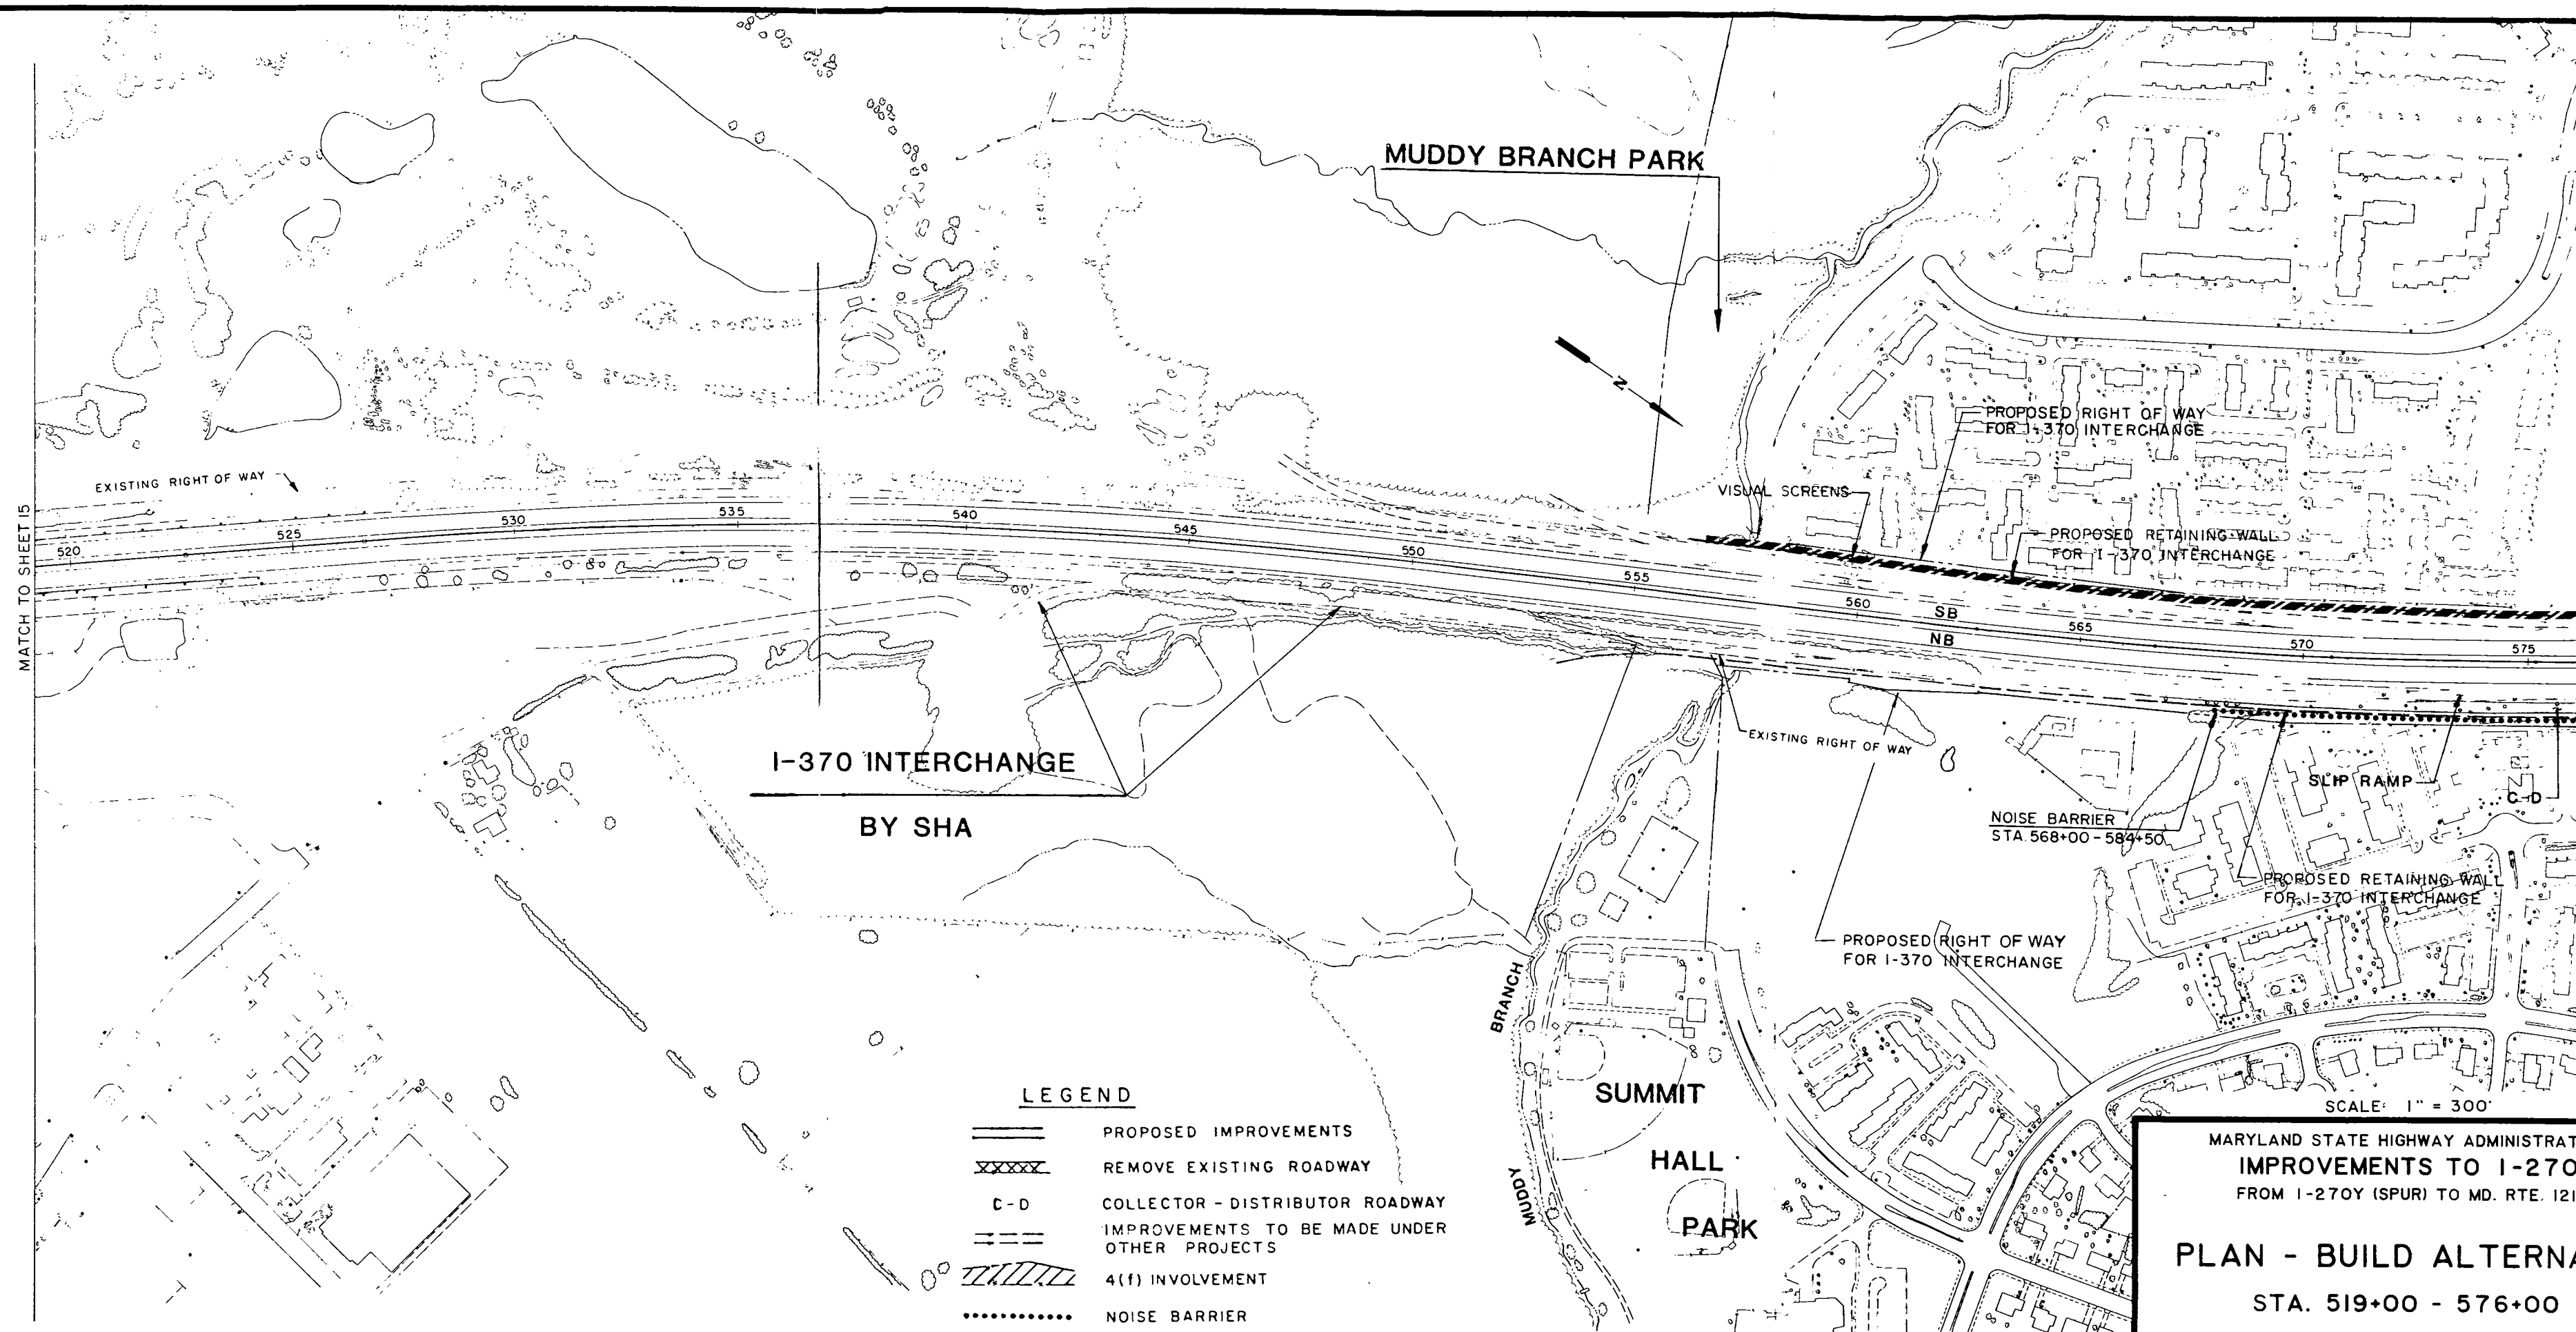 MUDDY BRANCH PARK
N
PROPOSED RIGHT OF WAY
FOR I-370 INTERCHANGE
EXISTING RIGHT OF WAY
VISUAL SCREENS
PROPOSED RETAINING WALL
FOR I-370 INTERCHANGE
MATCH TO SHEET 15
520
525
530
535
540
545
550
555
560
565
570
575
SB
NB
EXISTING RIGHT OF WAY
I-370 INTERCHANGE
BY SHA
SLIP RAMP
C-D
NOISE BARRIER
STA. 568+00 - 584+50
PROPOSED RETAINING WALL
FOR I-370 INTERCHANGE
PROPOSED RIGHT OF WAY
FOR I-370 INTERCHANGE
MUDDY BRANCH
SUMMIT
HALL
PARK
LEGEND
PROPOSED IMPROVEMENTS
REMOVE EXISTING ROADWAY
C-D COLLECTOR - DISTRIBUTOR ROADWAY
IMPROVEMENTS TO BE MADE UNDER
OTHER PROJECTS
4(f) INVOLVEMENT
NOISE BARRIER
SCALE: 1" = 300'
MARYLAND STATE HIGHWAY ADMINISTRAT
IMPROVEMENTS TO I-270
FROM I-270Y (SPUR) TO MD. RTE. 121
PLAN - BUILD ALTERNA
STA. 519+00 - 576+00